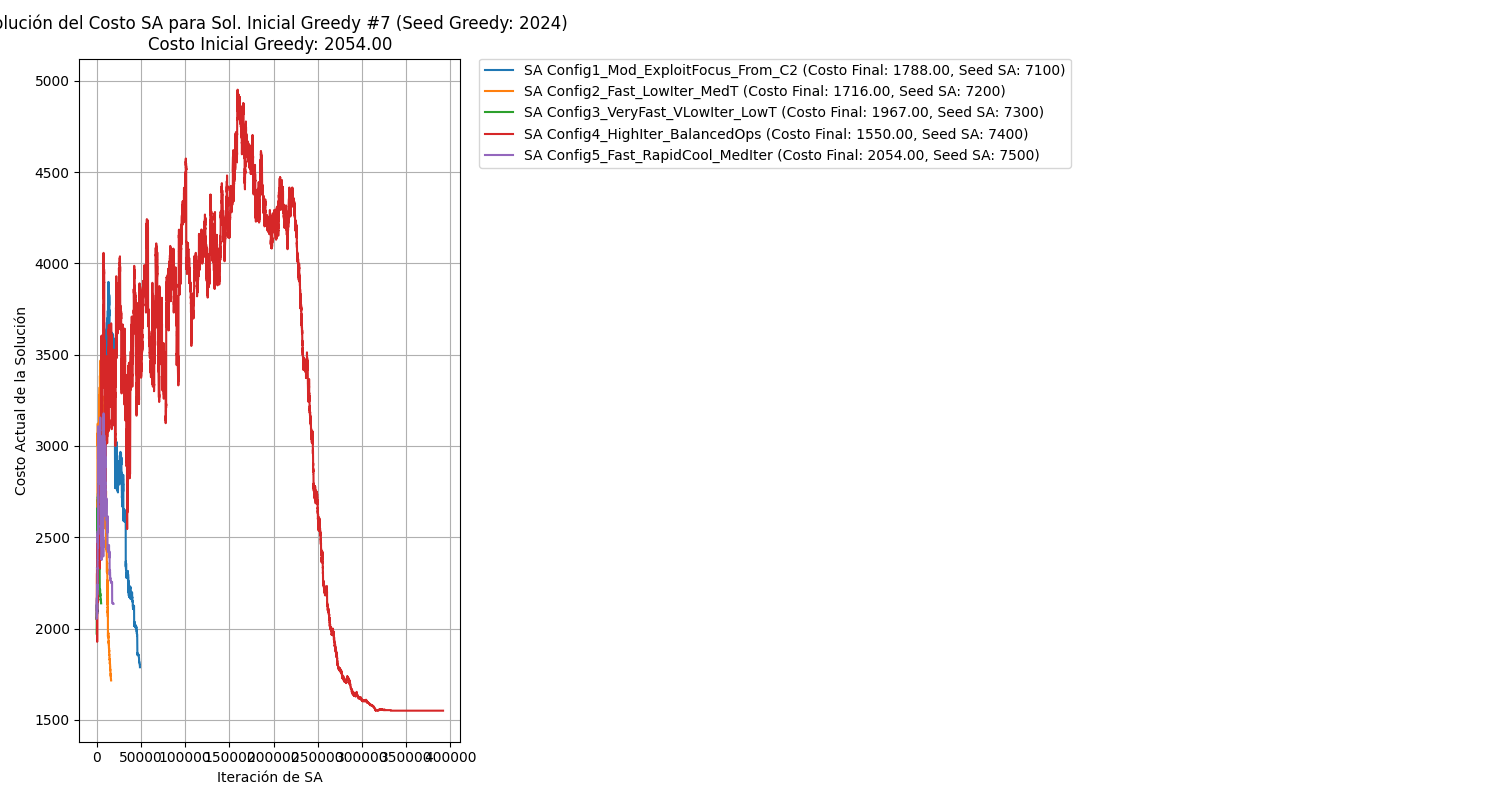 olución del Costo SA para Sol. Inicial Greedy #7 (Seed Greedy: 2024)
Costo Inicial Greedy: 2054.00
SA Config1_Mod_ExploitFocus_From_C2 (Costo Final: 1788.00, Seed SA: 7100)
SA Config2_Fast_LowIter_MedT (Costo Final: 1716.00, Seed SA: 7200)
SA Config3_VeryFast_VLowIter_LowT (Costo Final: 1967.00, Seed SA: 7300)
SA Config4_HighIter_BalancedOps (Costo Final: 1550.00, Seed SA: 7400)
SA Config5_Fast_RapidCool_MedIter (Costo Final: 2054.00, Seed SA: 7500)
Costo Actual de la Solución
5000
4500
4000
3500
3000
2500
2000
1500
0 50000 100000 150000 200000 250000 300000 350000 400000
Iteración de SA